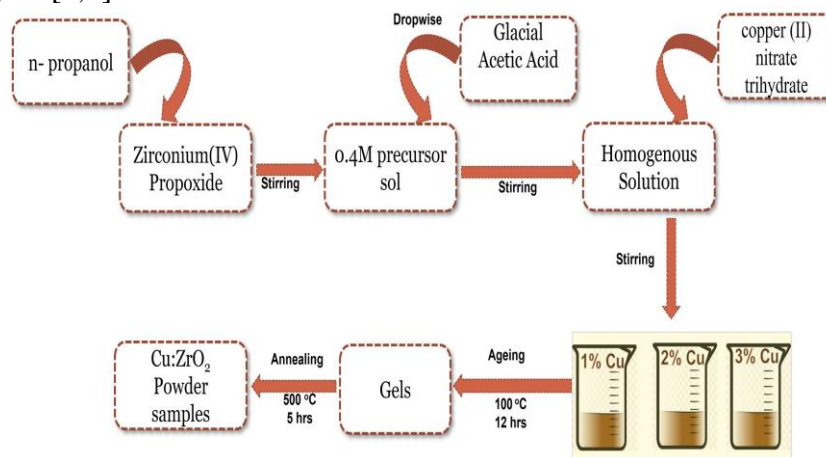 n- propanol
Dropwise
Glacial
Acetic Acid
copper (II)
nitrate
trihydrate
Zirconium(IV)
Propoxide
Stirring
0.4M precursor
sol
Stirring
Homogenous
Solution
Stirring
Cu:ZrO₂
Powder
samples
Annealing
500 °C
5 hrs
Gels
Ageing
100 °C
12 hrs
1% Cu
2% Cu
3% Cu